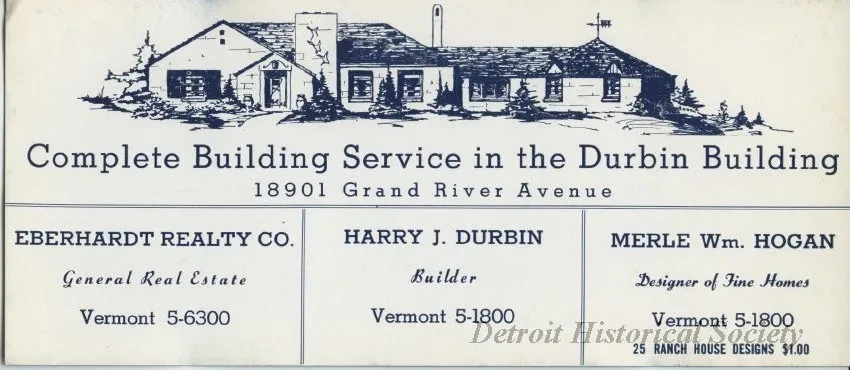 Complete Building Service in the Durbin Building
18901 Grand River Avenue
EBERHARDT REALTY CO.
General Real Estate
Vermont 5-6300
HARRY J. DURBIN
Builder
Vermont 5-1800
MERLE Wm. HOGAN
Designer of Fine Homes
Vermont 5-1800
25 RANCH HOUSE DESIGNS $1.00
Detroit Historical Society